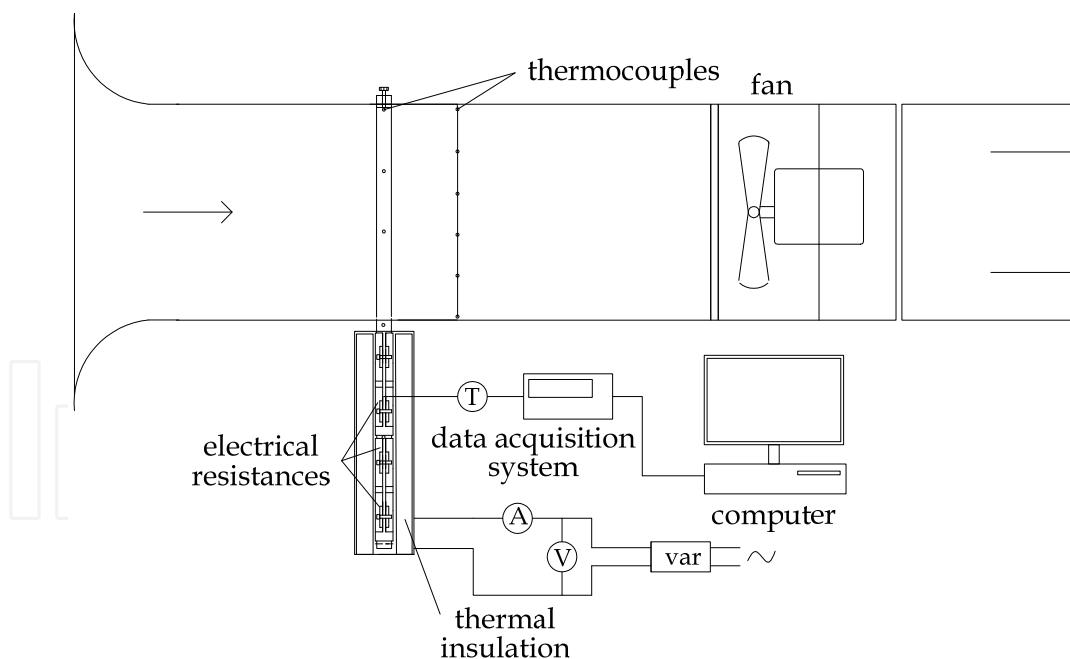 thermocouples
fan
T
data acquisition
system
electrical
resistances
computer
A
V
var
thermal
insulation